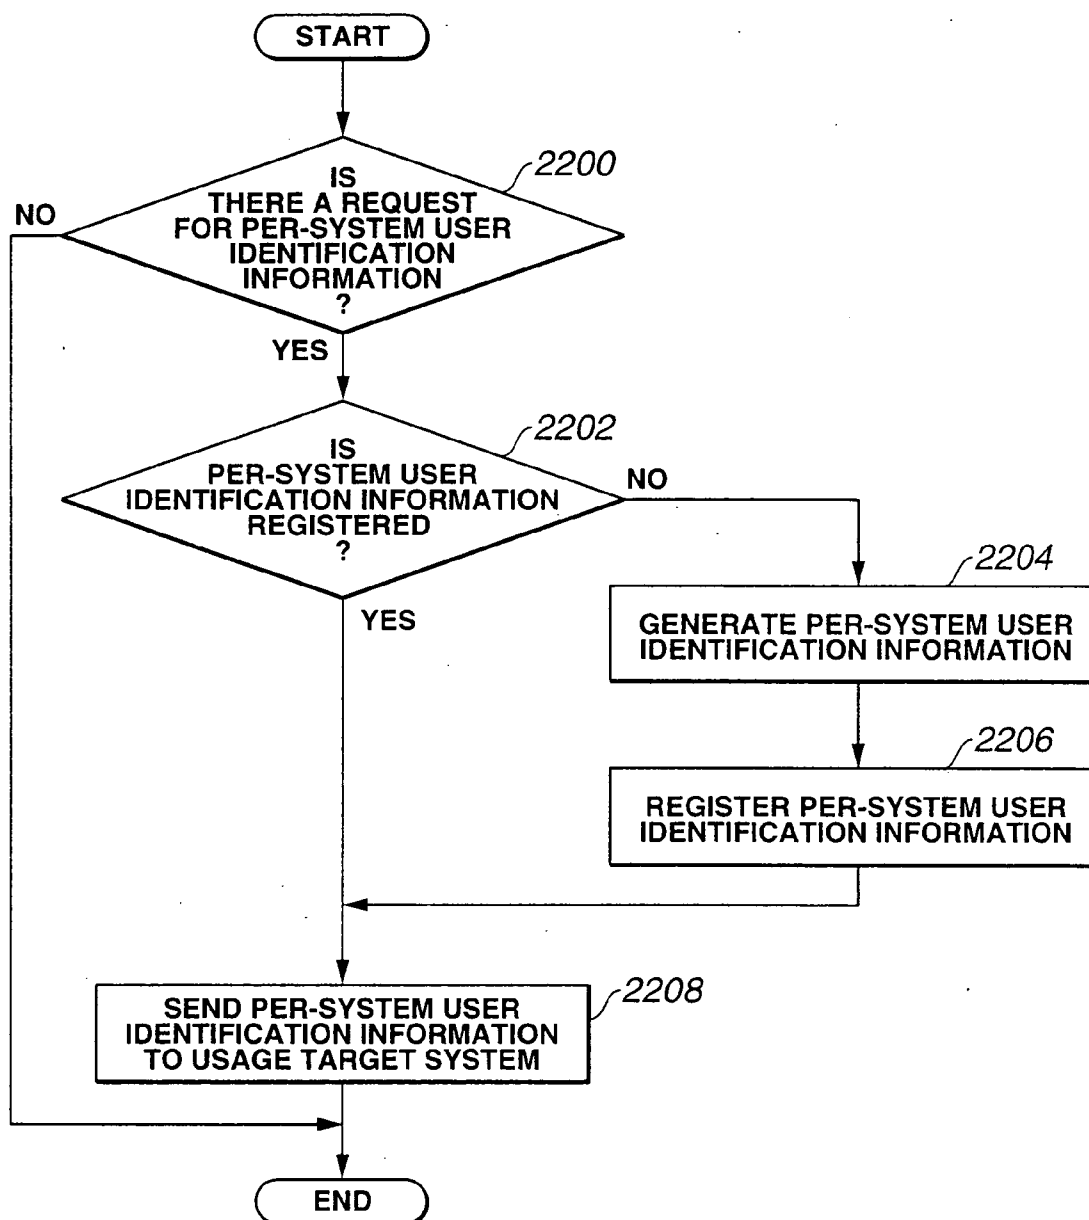 START
2200
IS
THERE A REQUEST
FOR PER-SYSTEM USER
IDENTIFICATION
INFORMATION
?
NO
YES
2202
IS
PER-SYSTEM USER
IDENTIFICATION INFORMATION
REGISTERED
?
NO
YES
2204
GENERATE PER-SYSTEM USER
IDENTIFICATION INFORMATION
2206
REGISTER PER-SYSTEM USER
IDENTIFICATION INFORMATION
2208
SEND PER-SYSTEM USER
IDENTIFICATION INFORMATION
TO USAGE TARGET SYSTEM
END